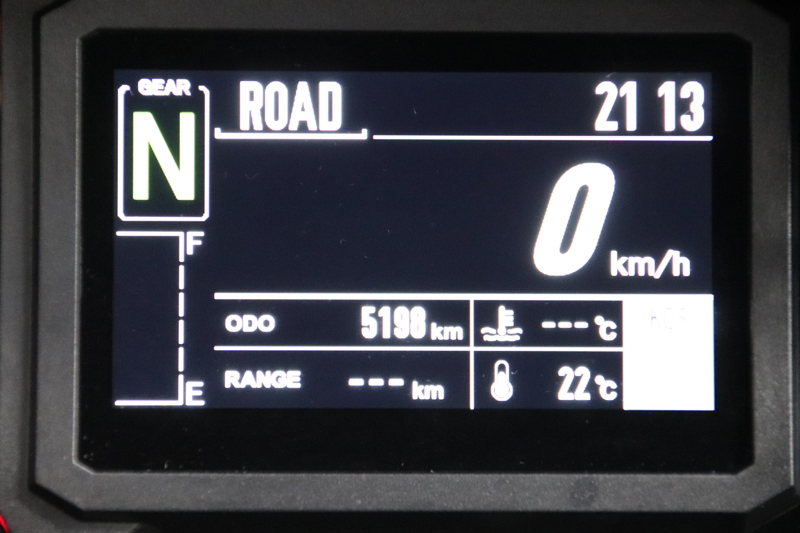 GEAR
N
ROAD
21 13
0 km/h
F
E
ODO 5198 km
--- °C
RANGE --- km
22 °C